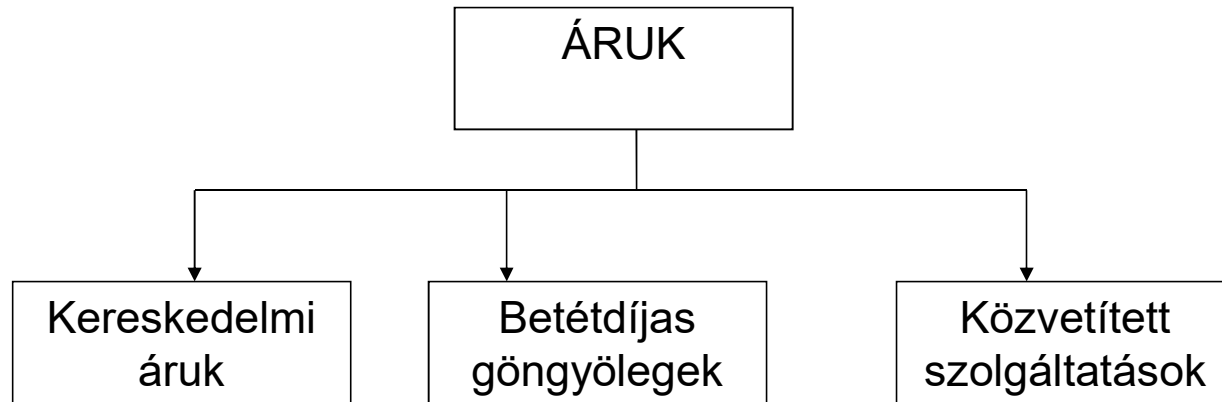 ÁRUK
Kereskedelmi
áruk
Betétdíjas
göngyölegek
Közvetített
szolgáltatások